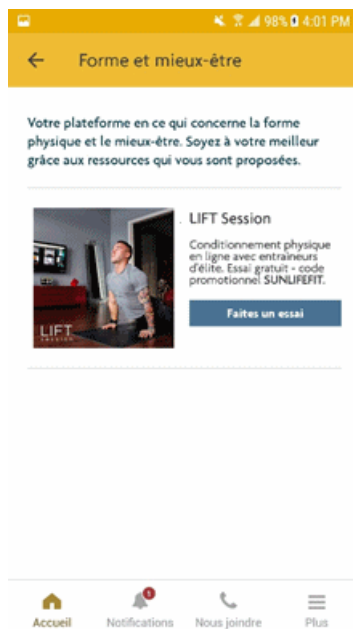 98% 4:01 PM
Forme et mieux-être
Votre plateforme en ce qui concerne la forme
physique et le mieux-être. Soyez à votre meilleur
grâce aux ressources qui vous sont proposées.
LIFT Session
Conditionnement physique
en ligne avec entraîneurs
d'élite. Essai gratuit - code
promotionnel SUNLIFEFIT.
Faites un essai
LIFT
session
1
Accueil Notifications Nous joindre Plus